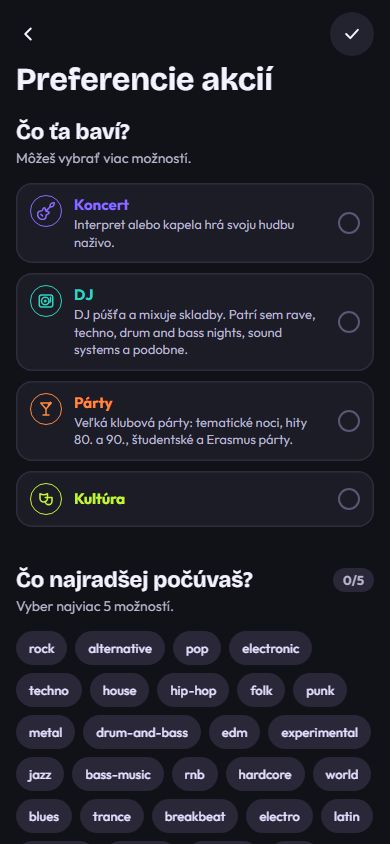 Preferencie akcií
Čo ťa baví?
Môžeš vybrať viac možností.
Koncert
Interpret alebo kapela hrá svoju hudbu
naživo.
DJ
DJ púšťa a mixuje skladby. Patrí sem rave,
techno, drum and bass nights, sound
systems a podobne.
Párty
Veľká klubová párty: tematické noci, hity
80. a 90., študentské a Erasmus párty.
Kultúra
Čo najradšej počúvaš? 0/5
Vyber najviac 5 možností.
rock alternative pop electronic
techno house hip-hop folk punk
metal drum-and-bass edm experimental
jazz bass-music rnb hardcore world
blues trance breakbeat electro latin